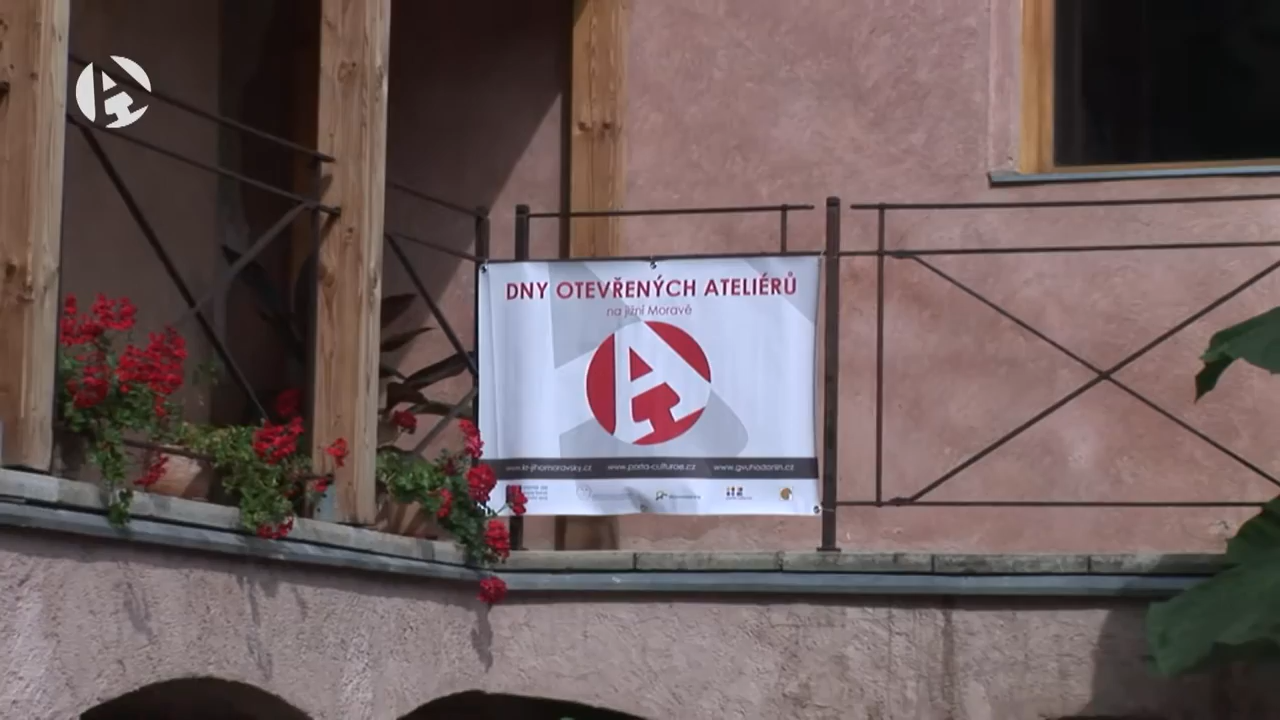 DNY OTEVŘENÝCH ATELIÉRŮ
na jižní Moravě
A
www.kr-jihomoravsky.cz www.porta-culturae.cz www.gvuhodonin.cz